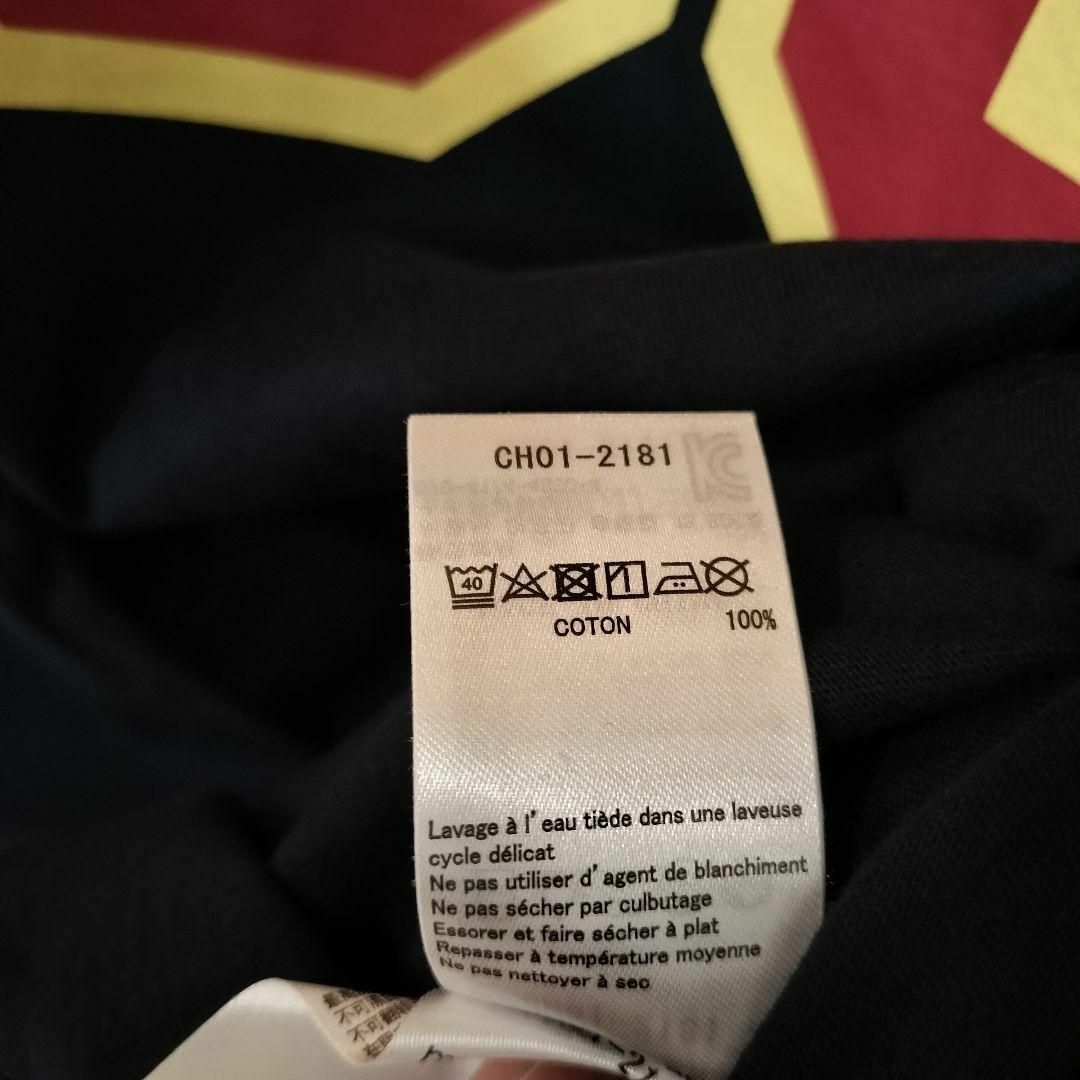 CH01-2181
40
COTON 100%
Lavage à l'eau tiède dans une laveuse
cycle délicat
Ne pas utiliser d'agent de blanchiment
Ne pas sécher par culbutage
Essorer et faire sécher à plat
Repasser à température moyenne
Ne pas nettoyer à sec